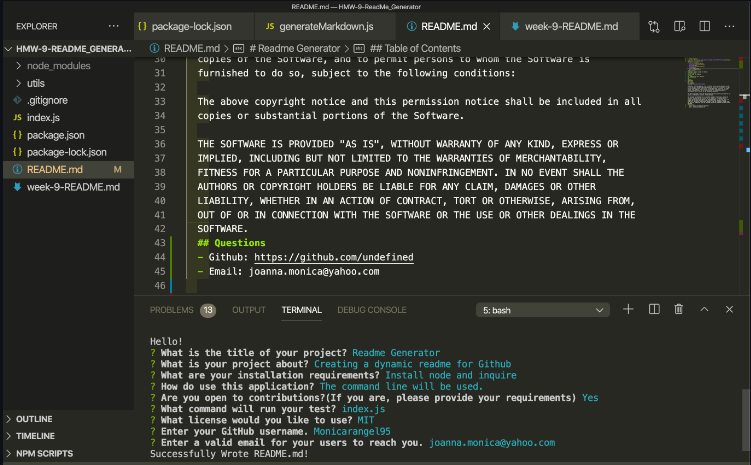 README.md — HMW-9-ReadMe_Generator
EXPLORER
package-lock.json
JS generateMarkdown.js
README.md
week-9-README.md
HMW-9-README_GENERA...
node_modules
utils
.gitignore
JS index.js
{} package.json
{} package-lock.json
README.md M
week-9-README.md
OUTLINE
TIMELINE
NPM SCRIPTS
README.md > # Readme Generator > ## Table of Contents
30 copies of the Software, and to permit persons to whom the Software is
31 furnished to do so, subject to the following conditions:
32
33 The above copyright notice and this permission notice shall be included in all
34 copies or substantial portions of the Software.
35
36 THE SOFTWARE IS PROVIDED "AS IS", WITHOUT WARRANTY OF ANY KIND, EXPRESS OR
37 IMPLIED, INCLUDING BUT NOT LIMITED TO THE WARRANTIES OF MERCHANTABILITY,
38 FITNESS FOR A PARTICULAR PURPOSE AND NONINFRINGEMENT. IN NO EVENT SHALL THE
39 AUTHORS OR COPYRIGHT HOLDERS BE LIABLE FOR ANY CLAIM, DAMAGES OR OTHER
40 LIABILITY, WHETHER IN AN ACTION OF CONTRACT, TORT OR OTHERWISE, ARISING FROM,
41 OUT OF OR IN CONNECTION WITH THE SOFTWARE OR THE USE OR OTHER DEALINGS IN THE
42 SOFTWARE.
43 ## Questions
44 - Github: https://github.com/undefined
45 - Email: joanna.monica@yahoo.com
46
PROBLEMS 13 OUTPUT TERMINAL DEBUG CONSOLE 5: bash
Hello!
? What is the title of your project? Readme Generator
? What is your project about? Creating a dynamic readme for Github
? What are your installation requirements? Install node and inquire
? How do use this application? The command line will be used.
? Are you open to contributions?(If you are, please provide your requirements) Yes
? What command will run your test? index.js
? What license would you like to use? MIT
? Enter your GitHub username. Monicarangel95
? Enter a valid email for your users to reach you. joanna.monica@yahoo.com
Successfully Wrote README.md!